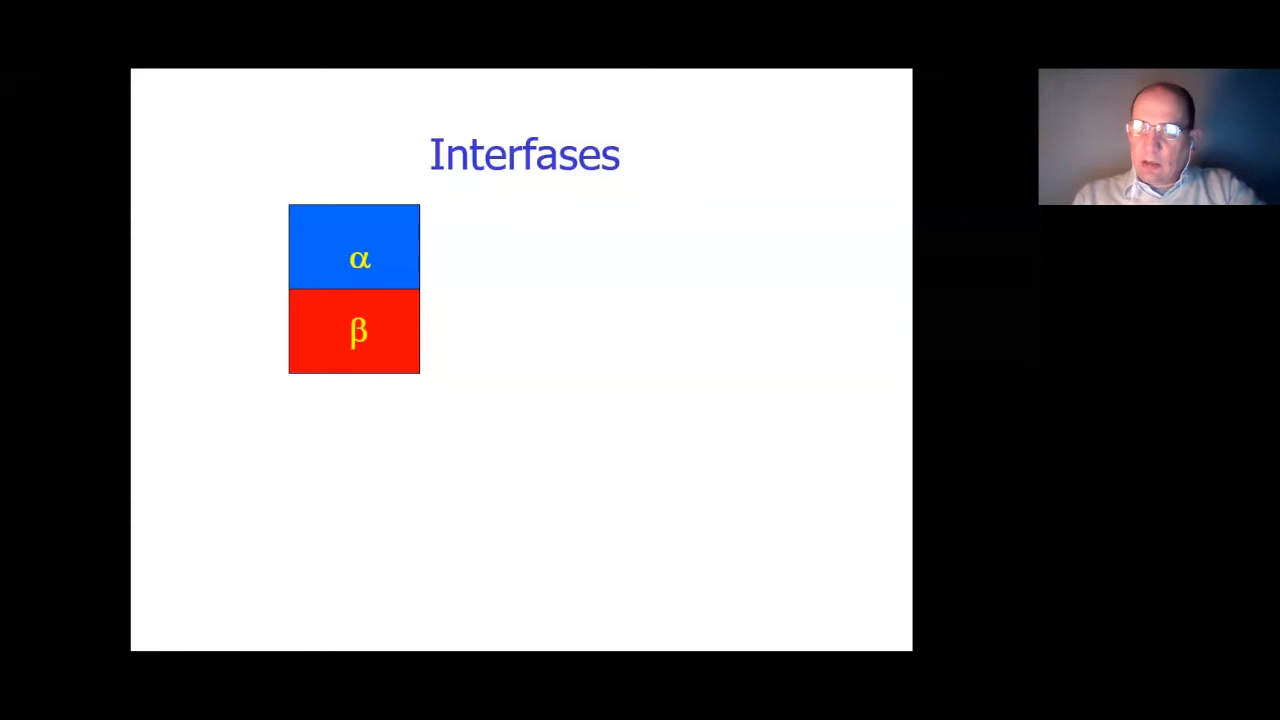 Interfases
α
β